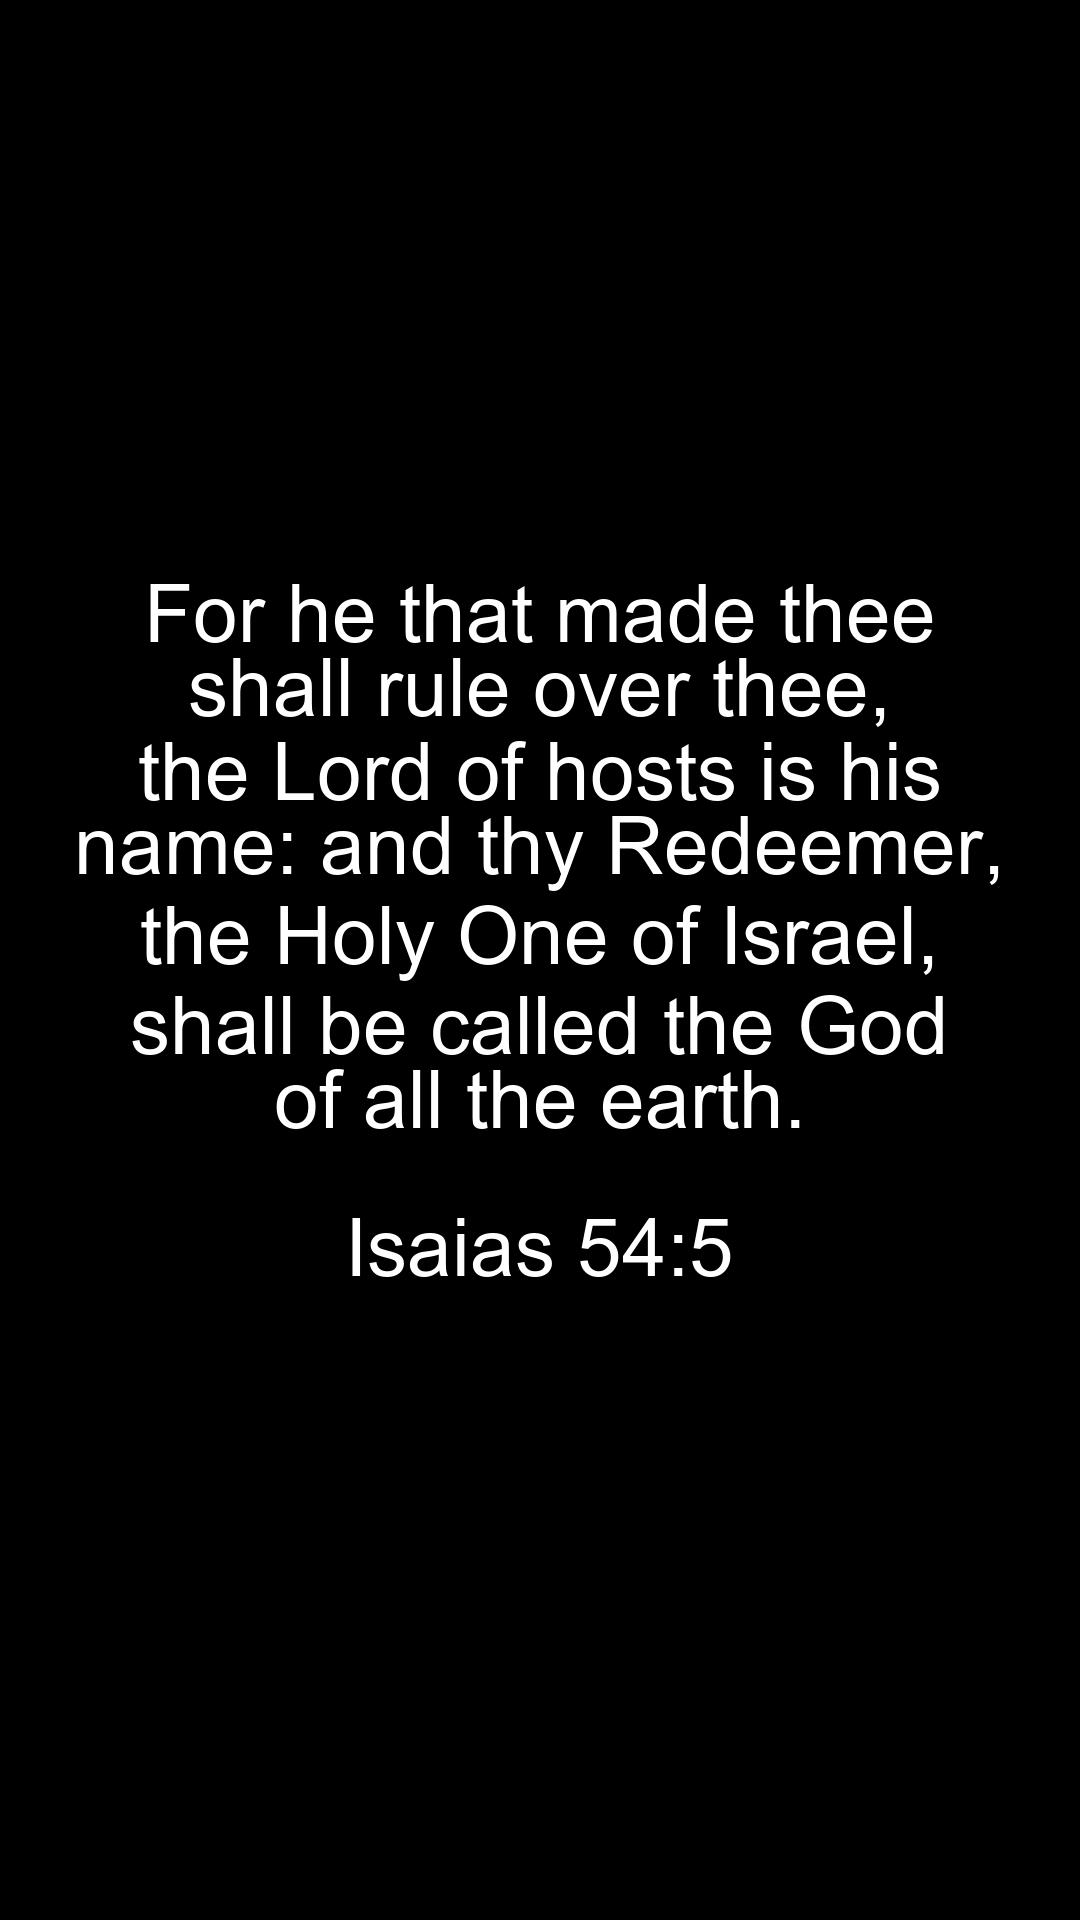 For he that made thee
shall rule over thee,
the Lord of hosts is his
name: and thy Redeemer,
the Holy One of Israel,
shall be called the God
of all the earth.
Isaias 54:5